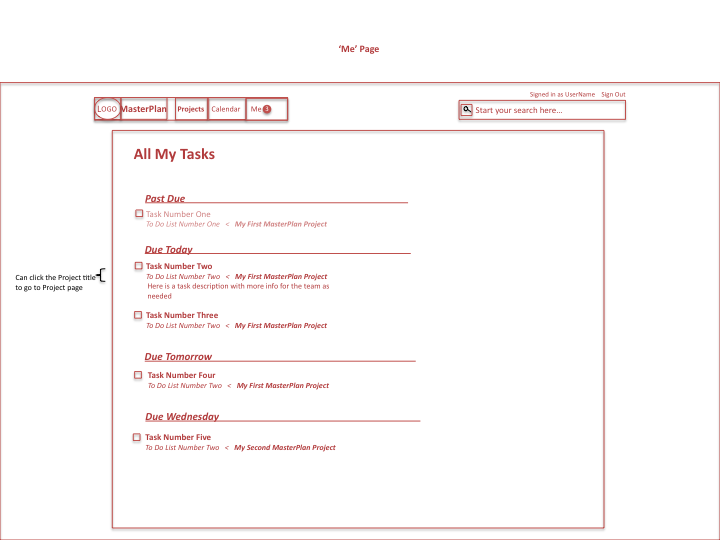 ‘Me’ Page
Signed in as UserName Sign Out
LOGO MasterPlan Projects Calendar Me 3
Start your search here...
All My Tasks
Past Due
Task Number One
To Do List Number One < My First MasterPlan Project
Due Today
Task Number Two
To Do List Number Two < My First MasterPlan Project
Here is a task description with more info for the team as
needed
Can click the Project title
to go to Project page
Task Number Three
To Do List Number Two < My First MasterPlan Project
Due Tomorrow
Task Number Four
To Do List Number Two < My First MasterPlan Project
Due Wednesday
Task Number Five
To Do List Number Two < My Second MasterPlan Project